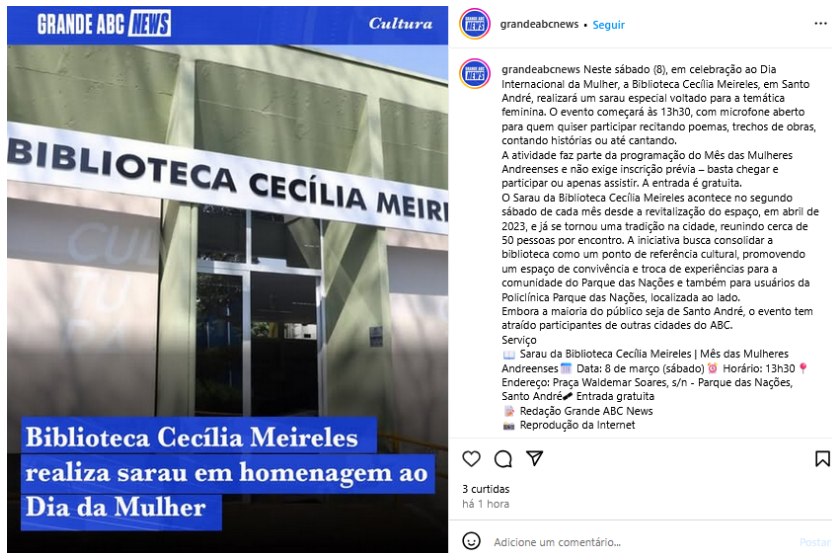 GRANDE ABC NEWS
Cultura
BIBLIOTECA CECÍLIA MEIR
CUL
TU
RA
Biblioteca Cecília Meireles
realiza sarau em homenagem ao
Dia da Mulher
grandeabcnews • Seguir
grandeabcnews Neste sábado (8), em celebração ao Dia
Internacional da Mulher, a Biblioteca Cecília Meireles, em Santo
André, realizará um sarau especial voltado para a temática
feminina. O evento começará às 13h30, com microfone aberto
para quem quiser participar recitando poemas, trechos de obras,
contando histórias ou até cantando.
A atividade faz parte da programação do Mês das Mulheres
Andreenses e não exige inscrição prévia – basta chegar e
participar ou apenas assistir. A entrada é gratuita.
O Sarau da Biblioteca Cecília Meireles acontece no segundo
sábado de cada mês desde a revitalização do espaço, em abril de
2023, e já se tornou uma tradição na cidade, reunindo cerca de
50 pessoas por encontro. A iniciativa busca consolidar a
biblioteca como um ponto de referência cultural, promovendo
um espaço de convivência e troca de experiências para a
comunidade do Parque das Nações e também para usuários da
Policlínica Parque das Nações, localizada ao lado.
Embora a maioria do público seja de Santo André, o evento tem
atraído participantes de outras cidades do ABC.
Serviço
📖 Sarau da Biblioteca Cecília Meireles | Mês das Mulheres
Andreenses🗓 Data: 8 de março (sábado) ⏰ Horário: 13h30 📍
Endereço: Praça Waldemar Soares, s/n - Parque das Nações,
Santo André🎟 Entrada gratuita
📝 Redação Grande ABC News
📸 Reprodução da Internet
3 curtidas
há 1 hora
Adicione um comentário...
Postar